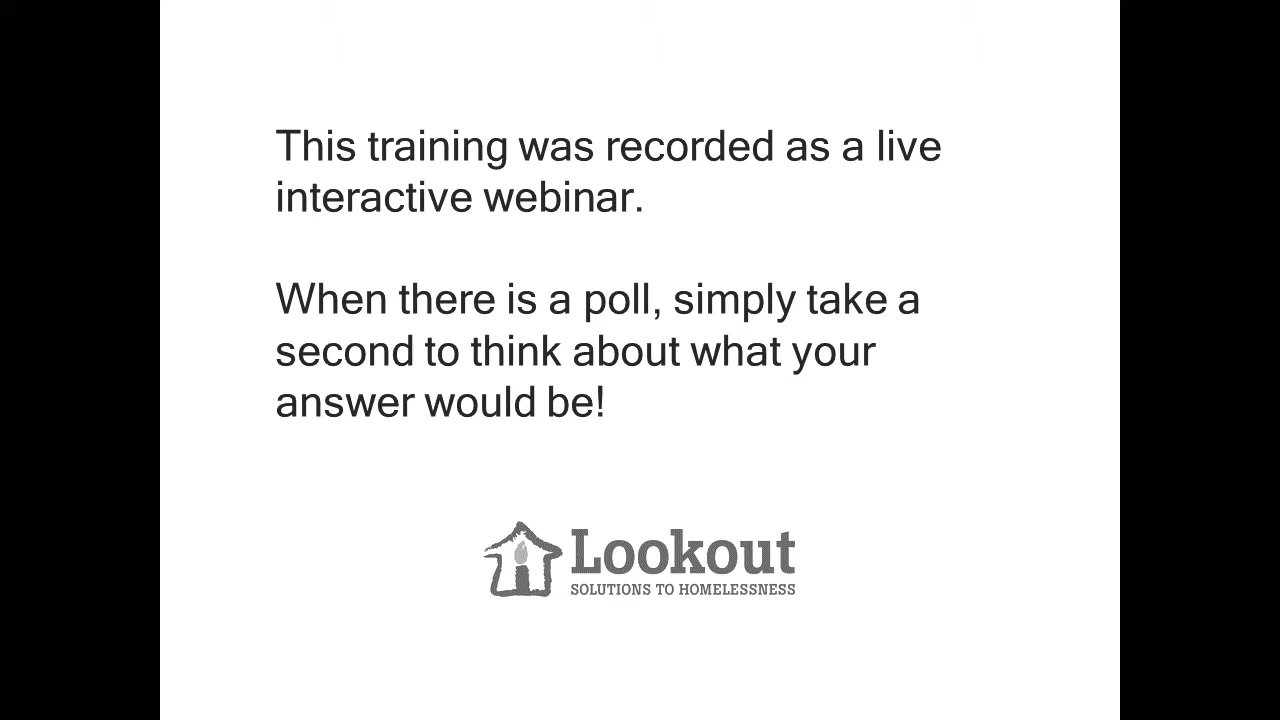 This training was recorded as a live
interactive webinar.
When there is a poll, simply take a
second to think about what your
answer would be!
Lookout
SOLUTIONS TO HOMELESSNESS